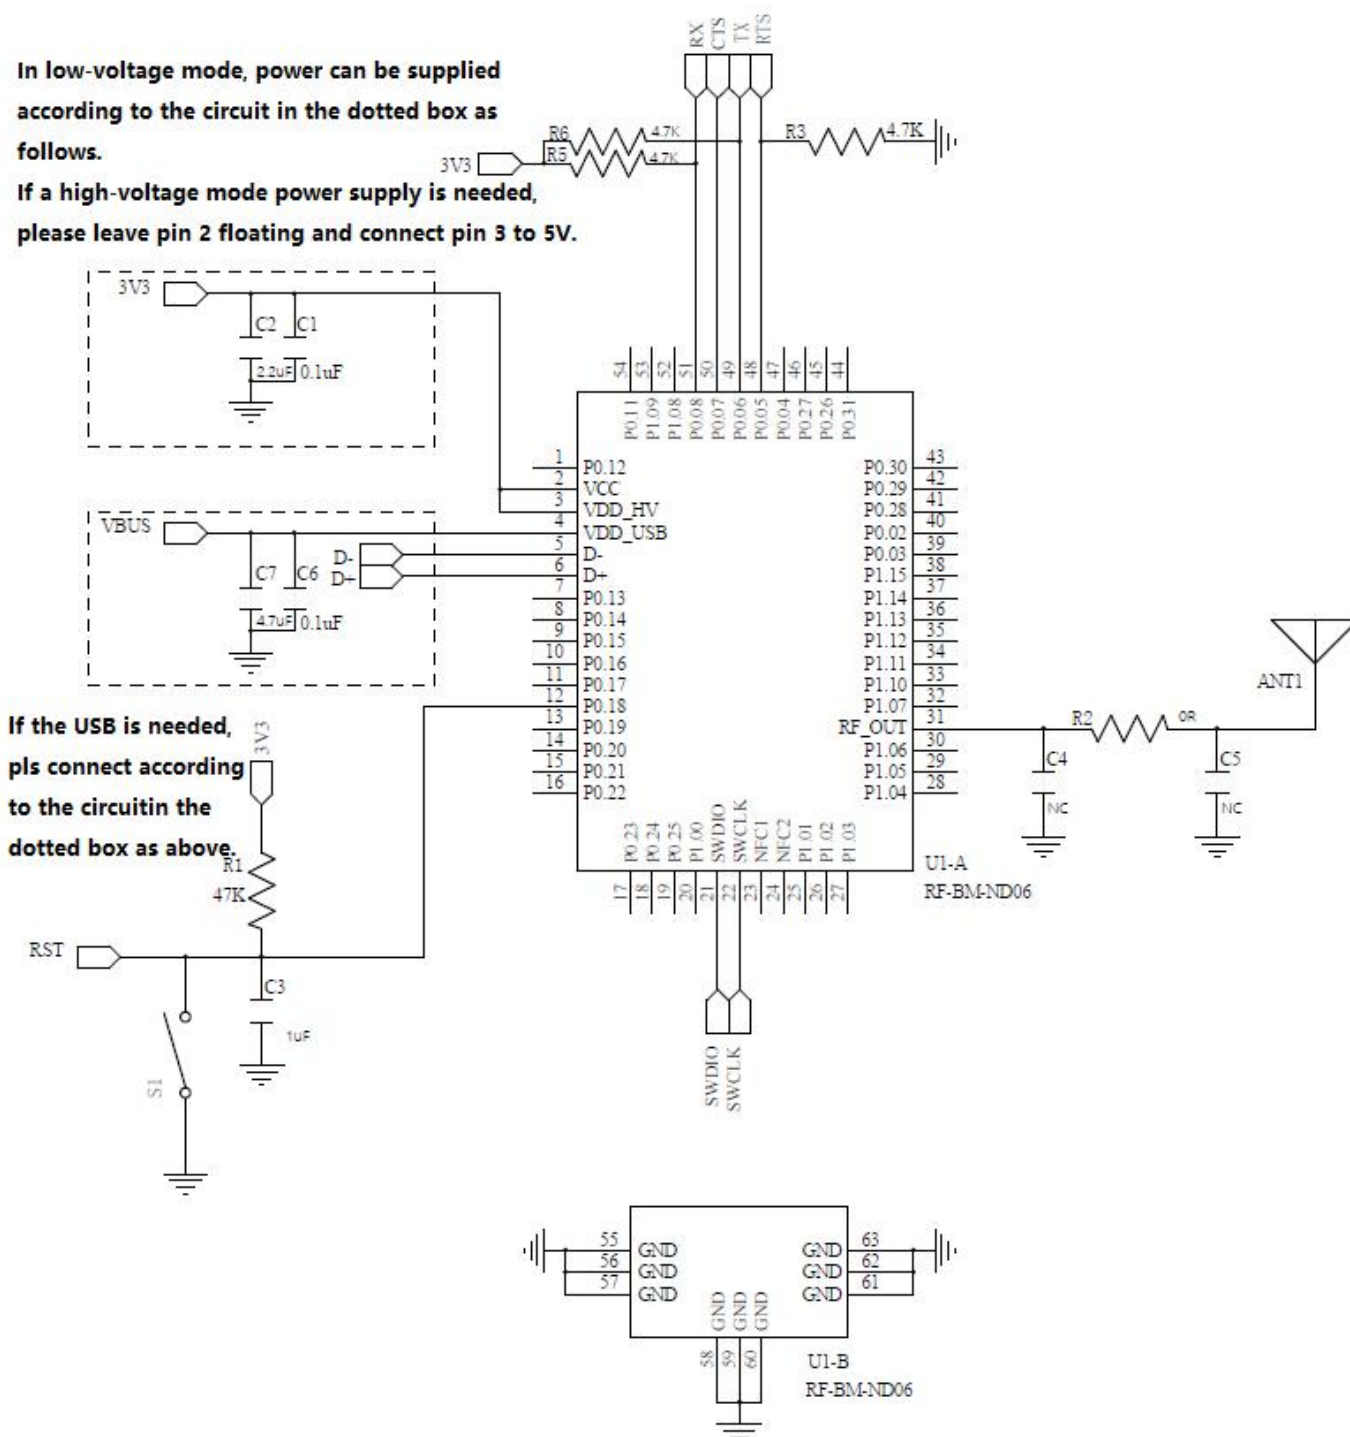 RX
CTS
TX
RTS
In low-voltage mode, power can be supplied
according to the circuit in the dotted box as
follows.
If a high-voltage mode power supply is needed,
please leave pin 2 floating and connect pin 3 to 5V.
R6 4.7K
R3 4.7K
3V3
R5 4.7K
3V3
C2 C1
2.2uF 0.1uF
VBUS
D-
D+
C7 C6
4.7uF 0.1uF
54 53 52 51 50 49 48 47 46 45 44
P0.11 P1.09 P1.08 P0.08 P0.07 P0.06 P0.05 P0.04 P0.27 P0.26 P0.31
1 P0.12
2 VCC
3 VDD_HV
4 VDD_USB
5 D-
6 D+
7 P0.13
8 P0.14
9 P0.15
10 P0.16
11 P0.17
12 P0.18
13 P0.19
14 P0.20
15 P0.21
16 P0.22
P0.30 43
P0.29 42
P0.28 41
P0.02 40
P0.03 39
P1.15 38
P1.14 37
P1.13 36
P1.12 35
P1.11 34
P1.10 33
P1.07 32
RF_OUT 31
P1.06 30
P1.05 29
P1.04 28
P0.23 P0.24 P0.25 P1.00 SWDIO SWCLK NFC1 NFC2 P1.01 P1.02 P1.03
17 18 19 20 21 22 23 24 25 26 27
U1-A
RF-BM-ND06
ANT1
R2 0R
C4
NC
C5
NC
If the USB is needed,
pls connect according
to the circuitin the
dotted box as above.
3V3
R1
47K
RST
C3
1uF
S1
SWDIO
SWCLK
55 GND
56 GND
57 GND
GND 63
GND 62
GND 61
GND GND GND
58 59 60
U1-B
RF-BM-ND06